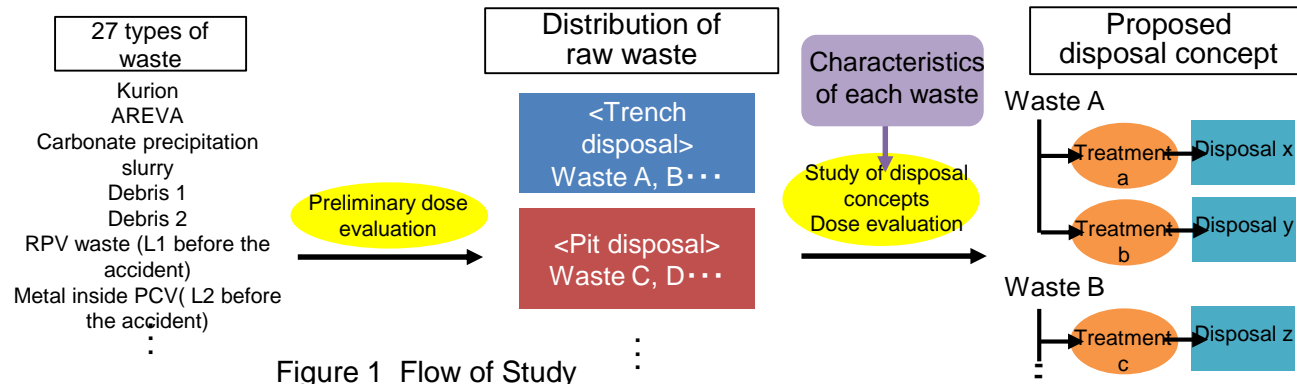 27 types of
waste
Kurion
AREVA
Carbonate precipitation
slurry
Debris 1
Debris 2
RPV waste (L1 before the
accident)
Metal inside PCV( L2 before
the accident)
⋮
Preliminary dose
evaluation
Distribution of
raw waste
<Trench
disposal>
Waste A, B･･･
<Pit disposal>
Waste C, D･･･
⋮
Characteristics
of each waste
Study of disposal
concepts
Dose evaluation
Proposed
disposal concept
Waste A
Treatment
a
Disposal x
Treatment
b
Disposal y
Waste B
Treatment
c
Disposal z
Figure 1 Flow of Study